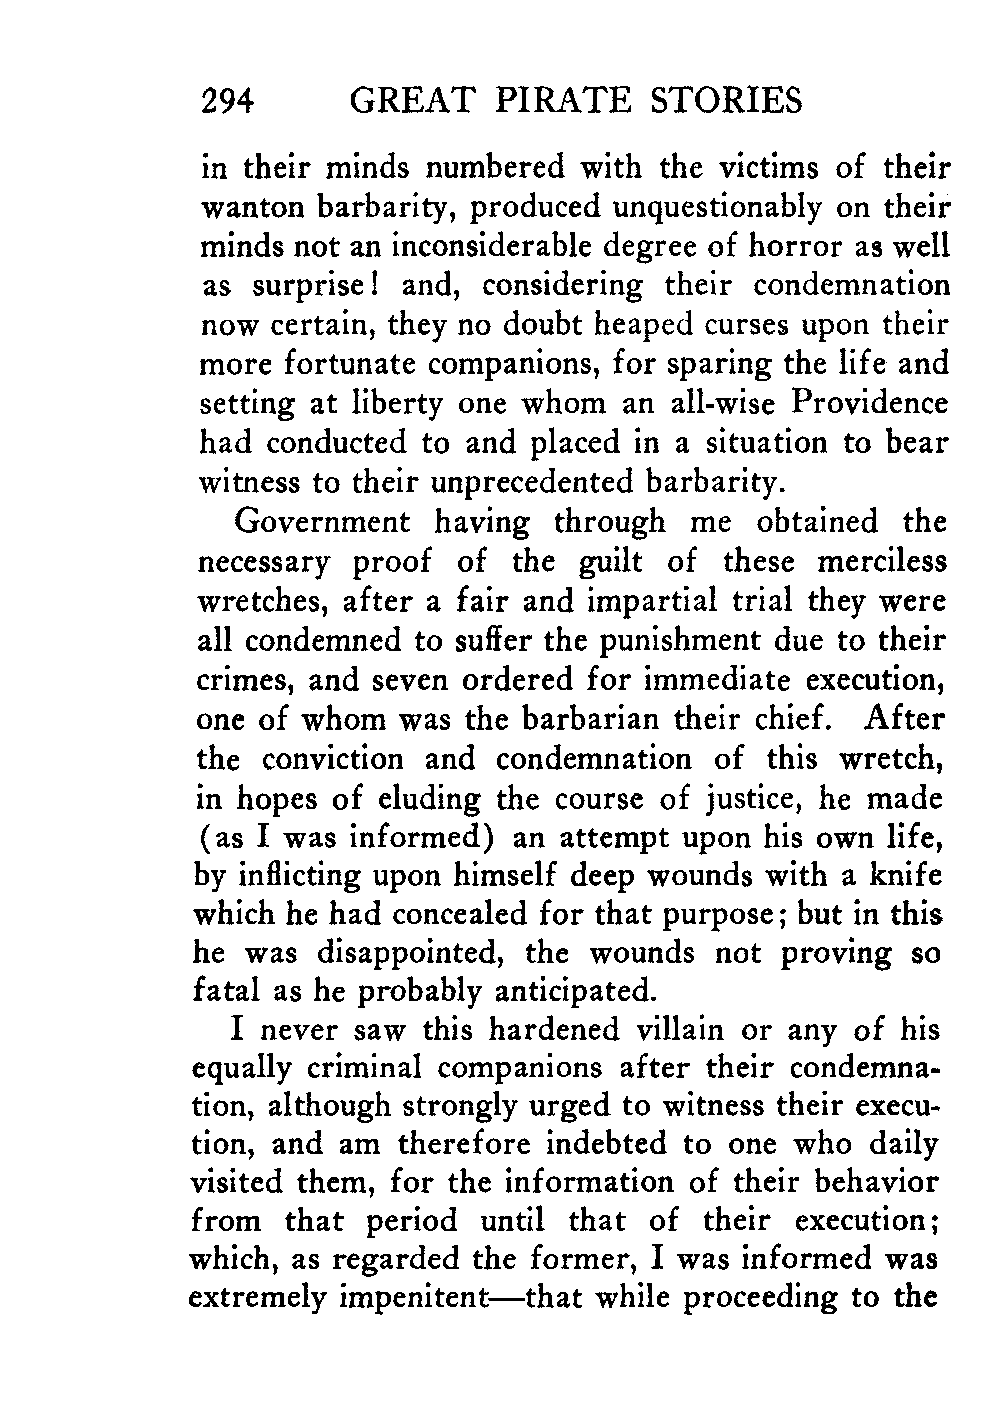 294 GREAT PIRATE STORIES
in their minds numbered with the victims of their
wanton barbarity, produced unquestionably on their
minds not an inconsiderable degree of horror as well
as surprise! and, considering their condemnation
now certain, they no doubt heaped curses upon their
more fortunate companions, for sparing the life and
setting at liberty one whom an all-wise Providence
had conducted to and placed in a situation to bear
witness to their unprecedented barbarity.
Government having through me obtained the
necessary proof of the guilt of these merciless
wretches, after a fair and impartial trial they were
all condemned to suffer the punishment due to their
crimes, and seven ordered for immediate execution,
one of whom was the barbarian their chief. After
the conviction and condemnation of this wretch,
in hopes of eluding the course of justice, he made
(as I was informed) an attempt upon his own life,
by inflicting upon himself deep wounds with a knife
which he had concealed for that purpose; but in this
he was disappointed, the wounds not proving so
fatal as he probably anticipated.
I never saw this hardened villain or any of his
equally criminal companions after their condemna-
tion, although strongly urged to witness their execu-
tion, and am therefore indebted to one who daily
visited them, for the information of their behavior
from that period until that of their execution;
which, as regarded the former, I was informed was
extremely impenitent—that while proceeding to the